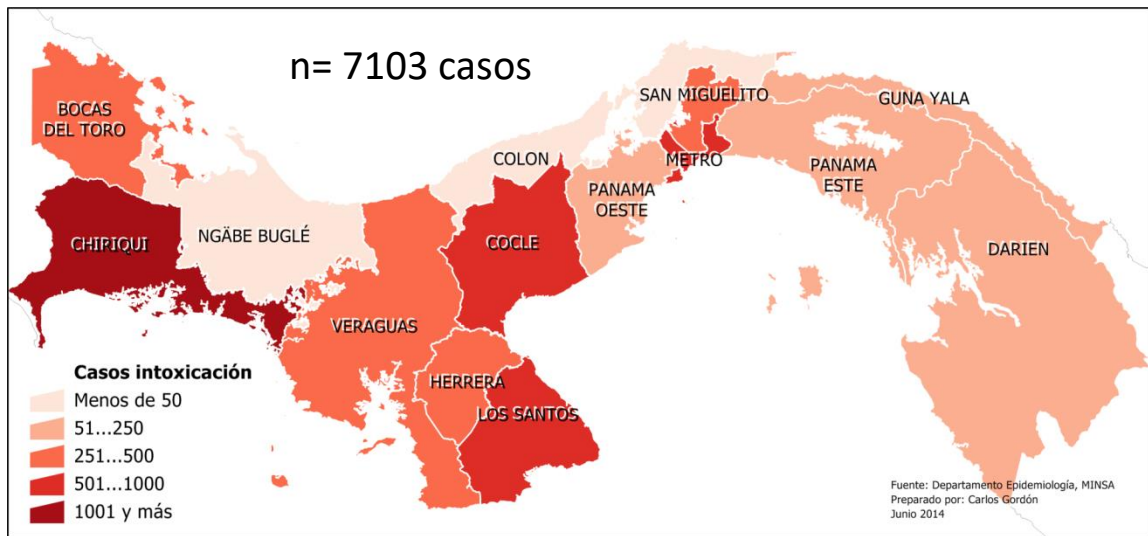 n= 7103 casos
BOCAS
DEL TORO
SAN MIGUELITO
GUNA YALA
COLON
METRO
PANAMA
ESTE
PANAMA
OESTE
CHIRIQUI
NGÄBE BUGLÉ
COCLE
DARIEN
VERAGUAS
HERRERA
LOS SANTOS
Casos intoxicación
Menos de 50
51...250
251...500
501...1000
1001 y más
Fuente: Departamento Epidemiología, MINSA
Preparado por: Carlos Gordón
Junio 2014